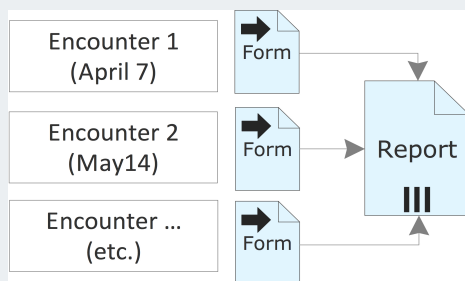 Encounter 1
(April 7)
Form
Encounter 2
(May14)
Form
Report
Encounter ...
(etc.)
Form